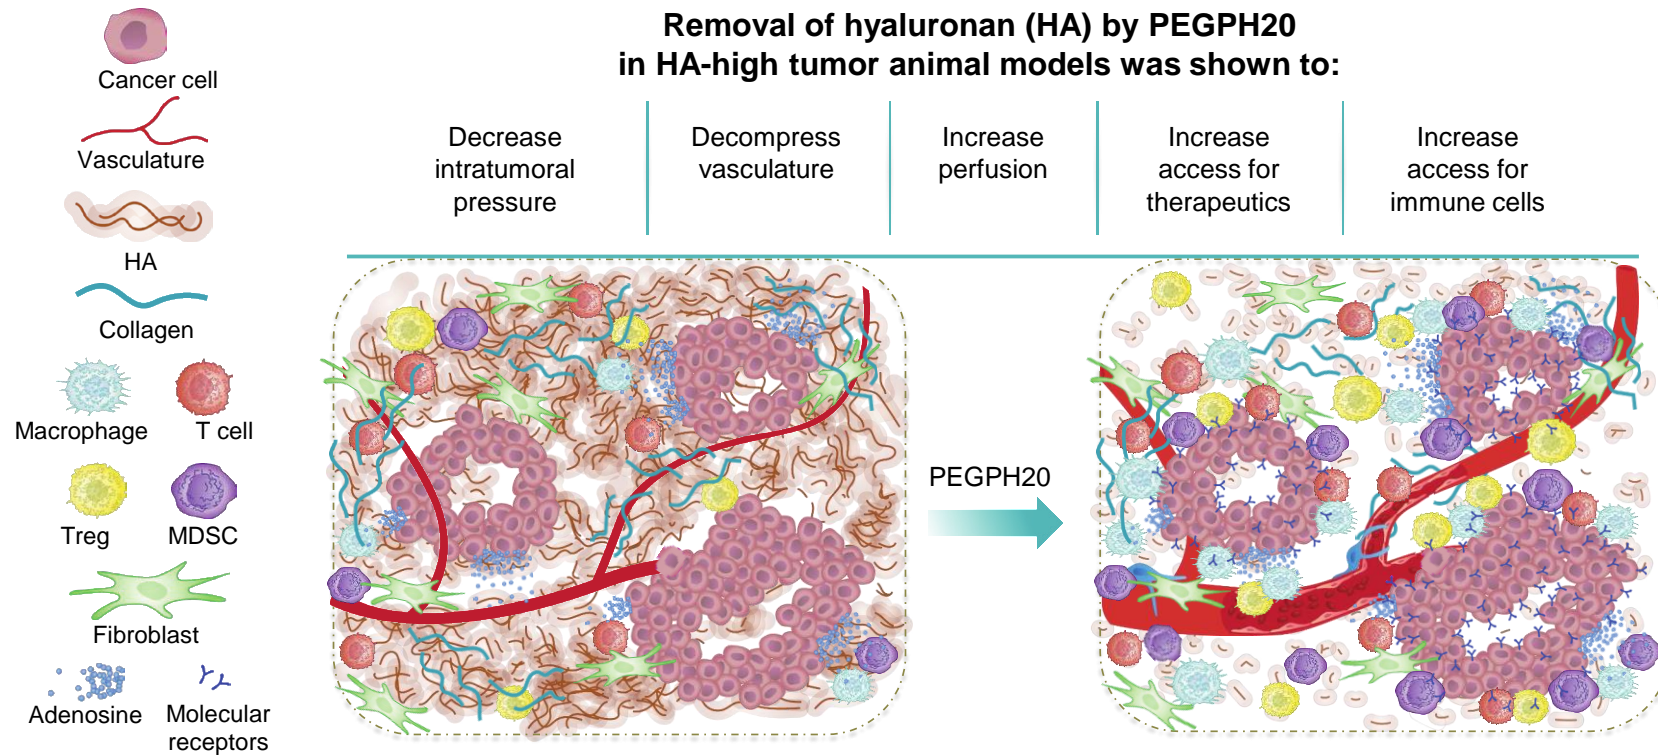 Removal of hyaluronan (HA) by PEGPH20
in HA-high tumor animal models was shown to:
Decrease
intratumoral
pressure
Decompress
vasculature
Increase
perfusion
Increase
access for
therapeutics
Increase
access for
immune cells
Cancer cell
Vasculature
HA
Collagen
Macrophage
T cell
Treg
MDSC
Fibroblast
Adenosine
Molecular
receptors
PEGPH20